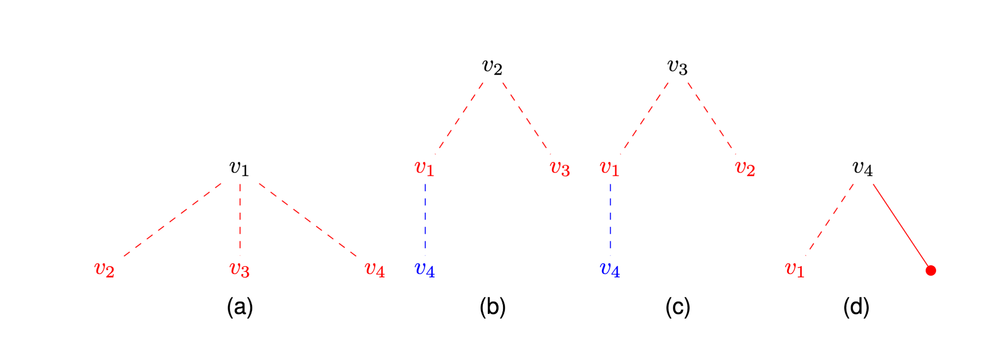 v₂ v₃
v₁ v₁ v₃ v₁ v₂ v₄
v₂ v₃ v₄ v₄ v₄ v₁
(a) (b) (c) (d)